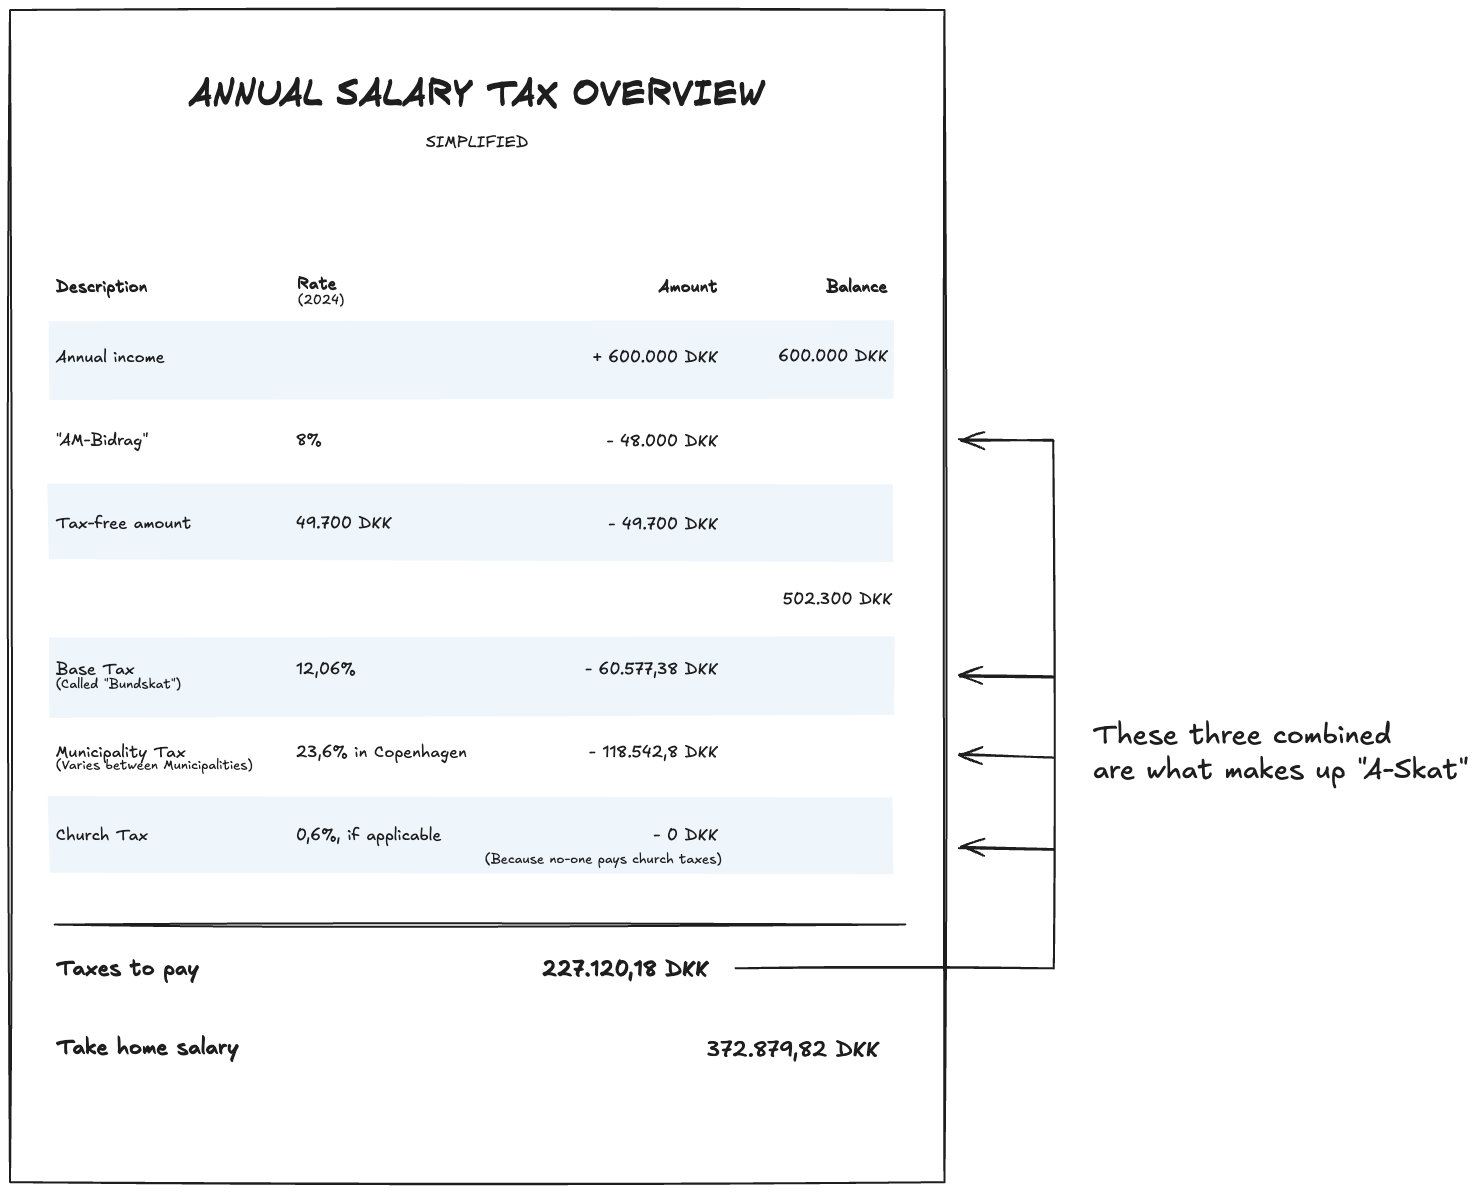 ANNUAL SALARY TAX OVERVIEW
SIMPLIFIED
Description Rate Amount Balance
(2024)
Annual income + 600.000 DKK 600.000 DKK
"AM-Bidrag" 8% - 48.000 DKK
Tax-free amount 49.700 DKK - 49.700 DKK
502.300 DKK
Base Tax 12,06% - 60.577,38 DKK
(Called "Bundskat")
Municipality Tax 23,6% in Copenhagen - 118.542,8 DKK
(Varies between Municipalities)
Church Tax 0,6%, if applicable - 0 DKK
(Because no-one pays church taxes)
Taxes to pay 227.120,18 DKK
Take home salary 372.879,82 DKK
These three combined
are what makes up "A-Skat"